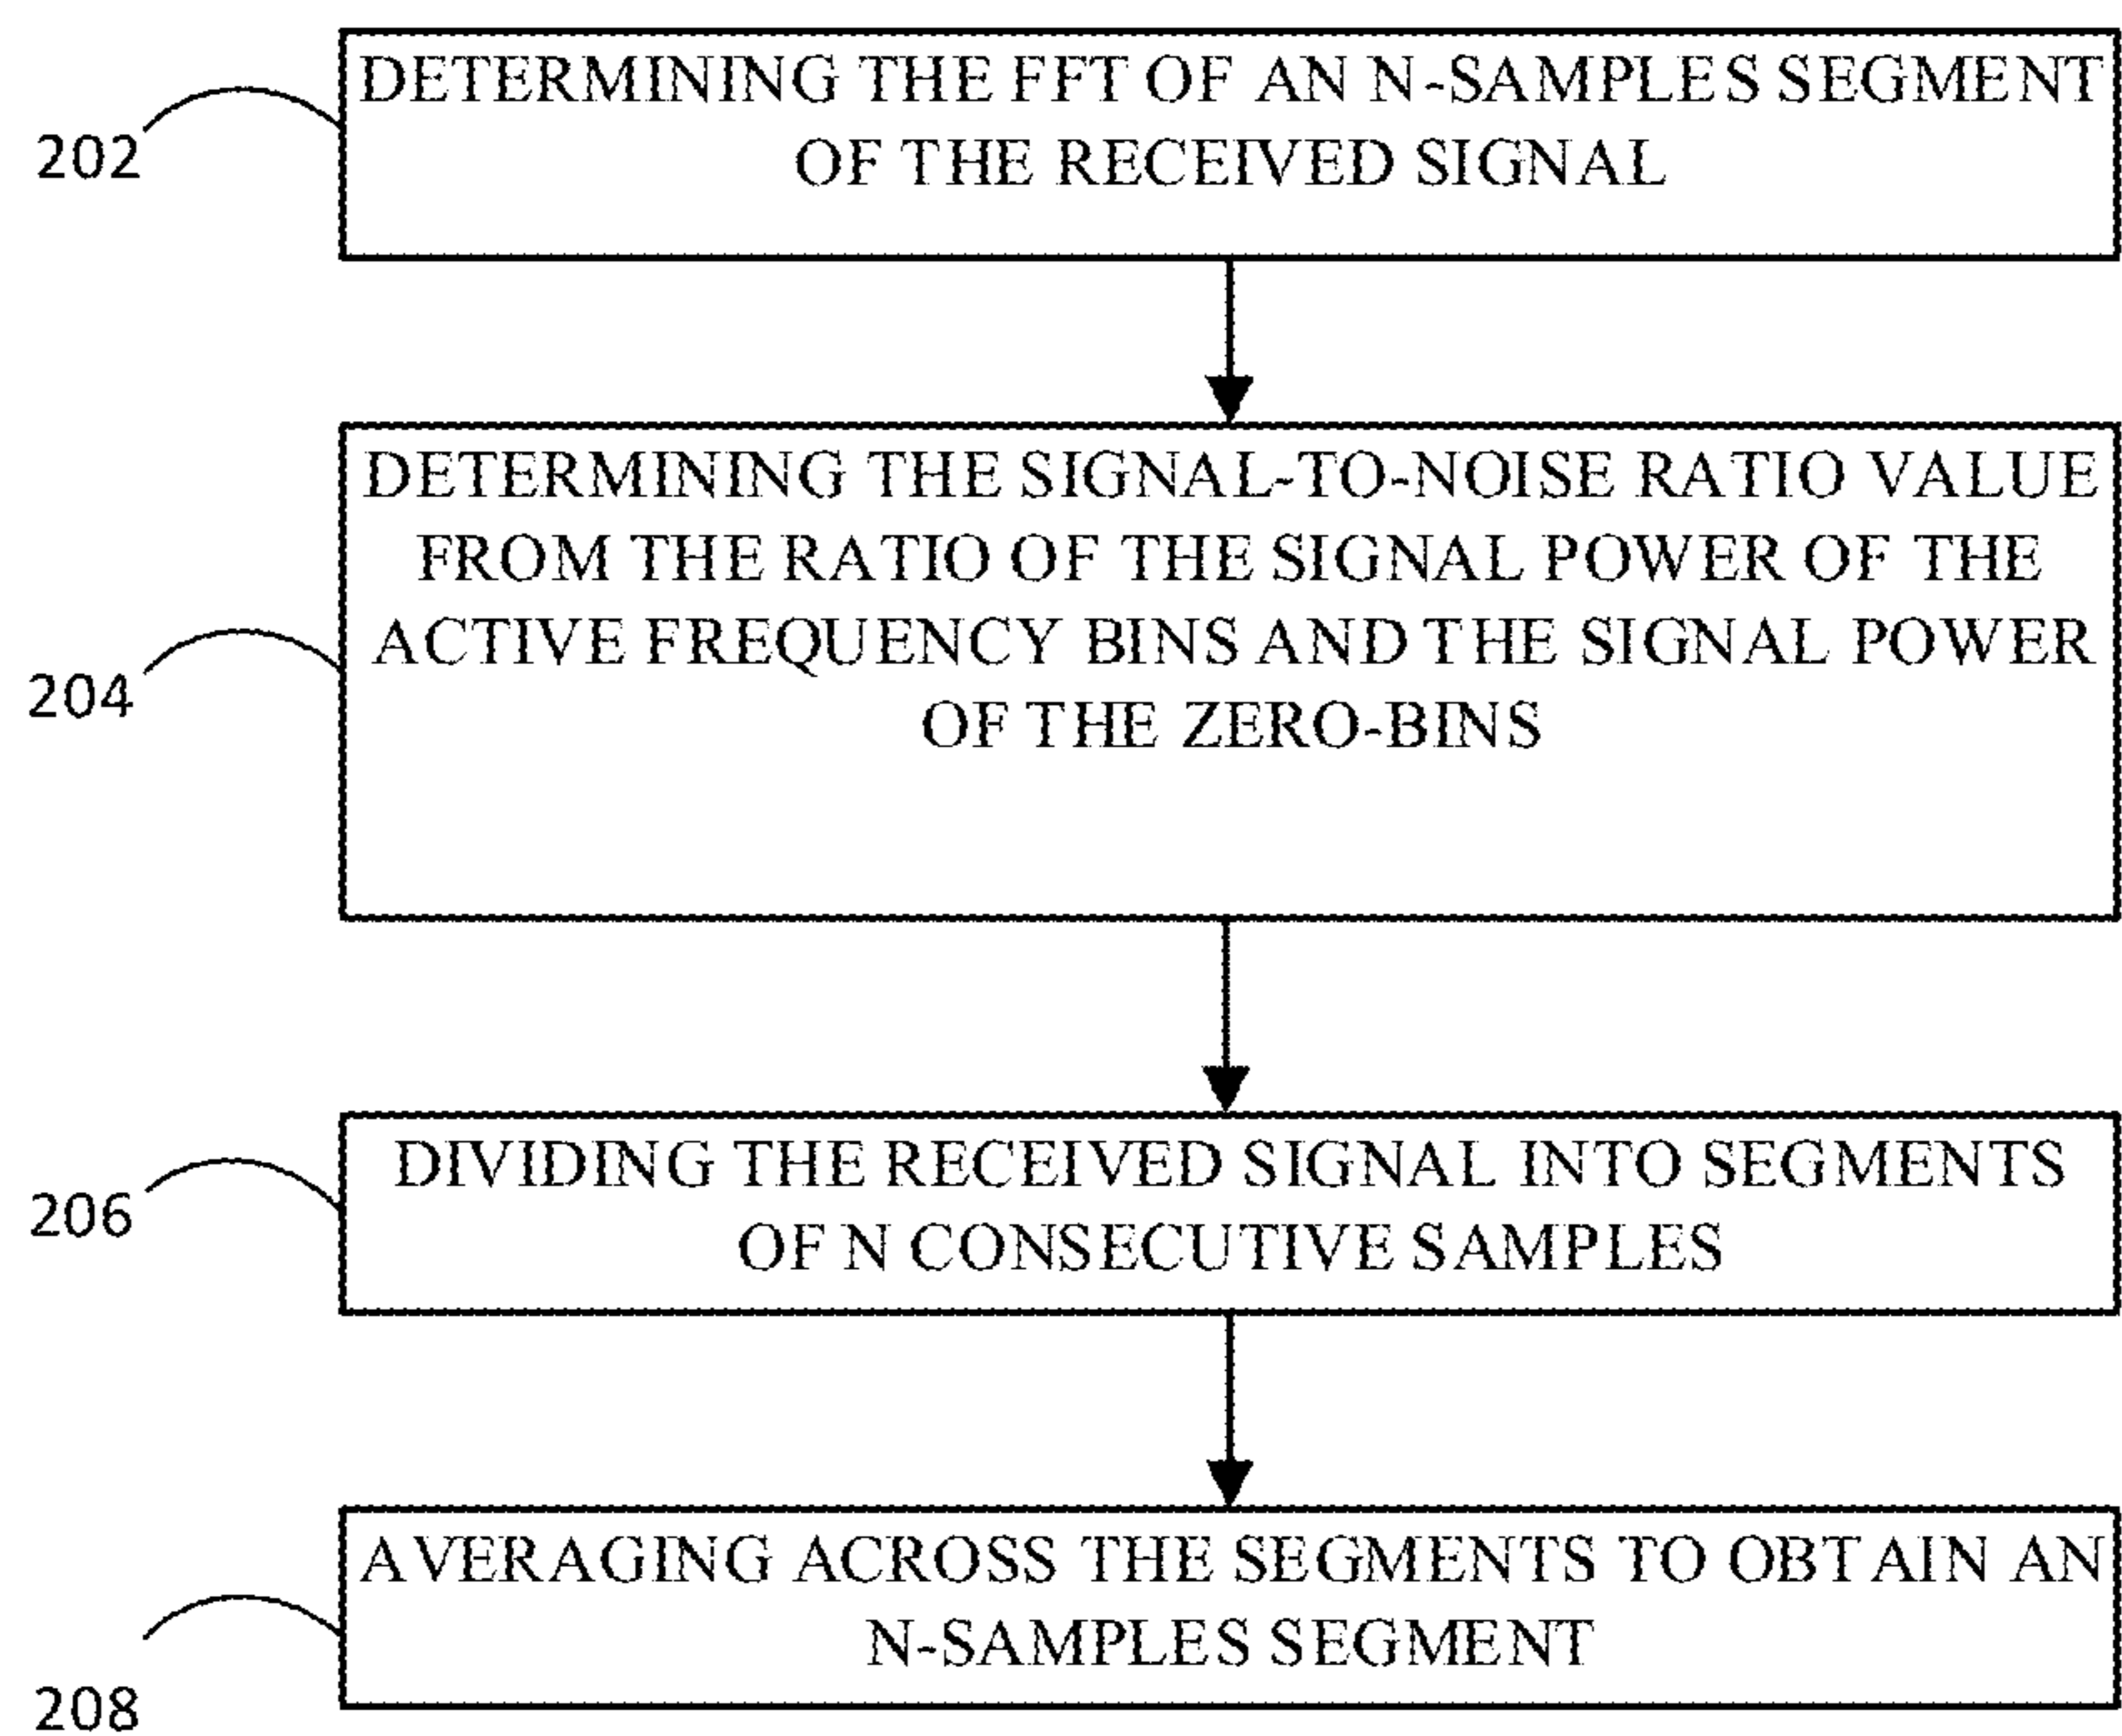 202
DETERMINING THE FFT OF AN N-SAMPLES SEGMENT
OF THE RECEIVED SIGNAL
204
DETERMINING THE SIGNAL-TO-NOISE RATIO VALUE
FROM THE RATIO OF THE SIGNAL POWER OF THE
ACTIVE FREQUENCY BINS AND THE SIGNAL POWER
OF THE ZERO-BINS
206
DIVIDING THE RECEIVED SIGNAL INTO SEGMENTS
OF N CONSECUTIVE SAMPLES
208
AVERAGING ACROSS THE SEGMENTS TO OBTAIN AN
N-SAMPLES SEGMENT